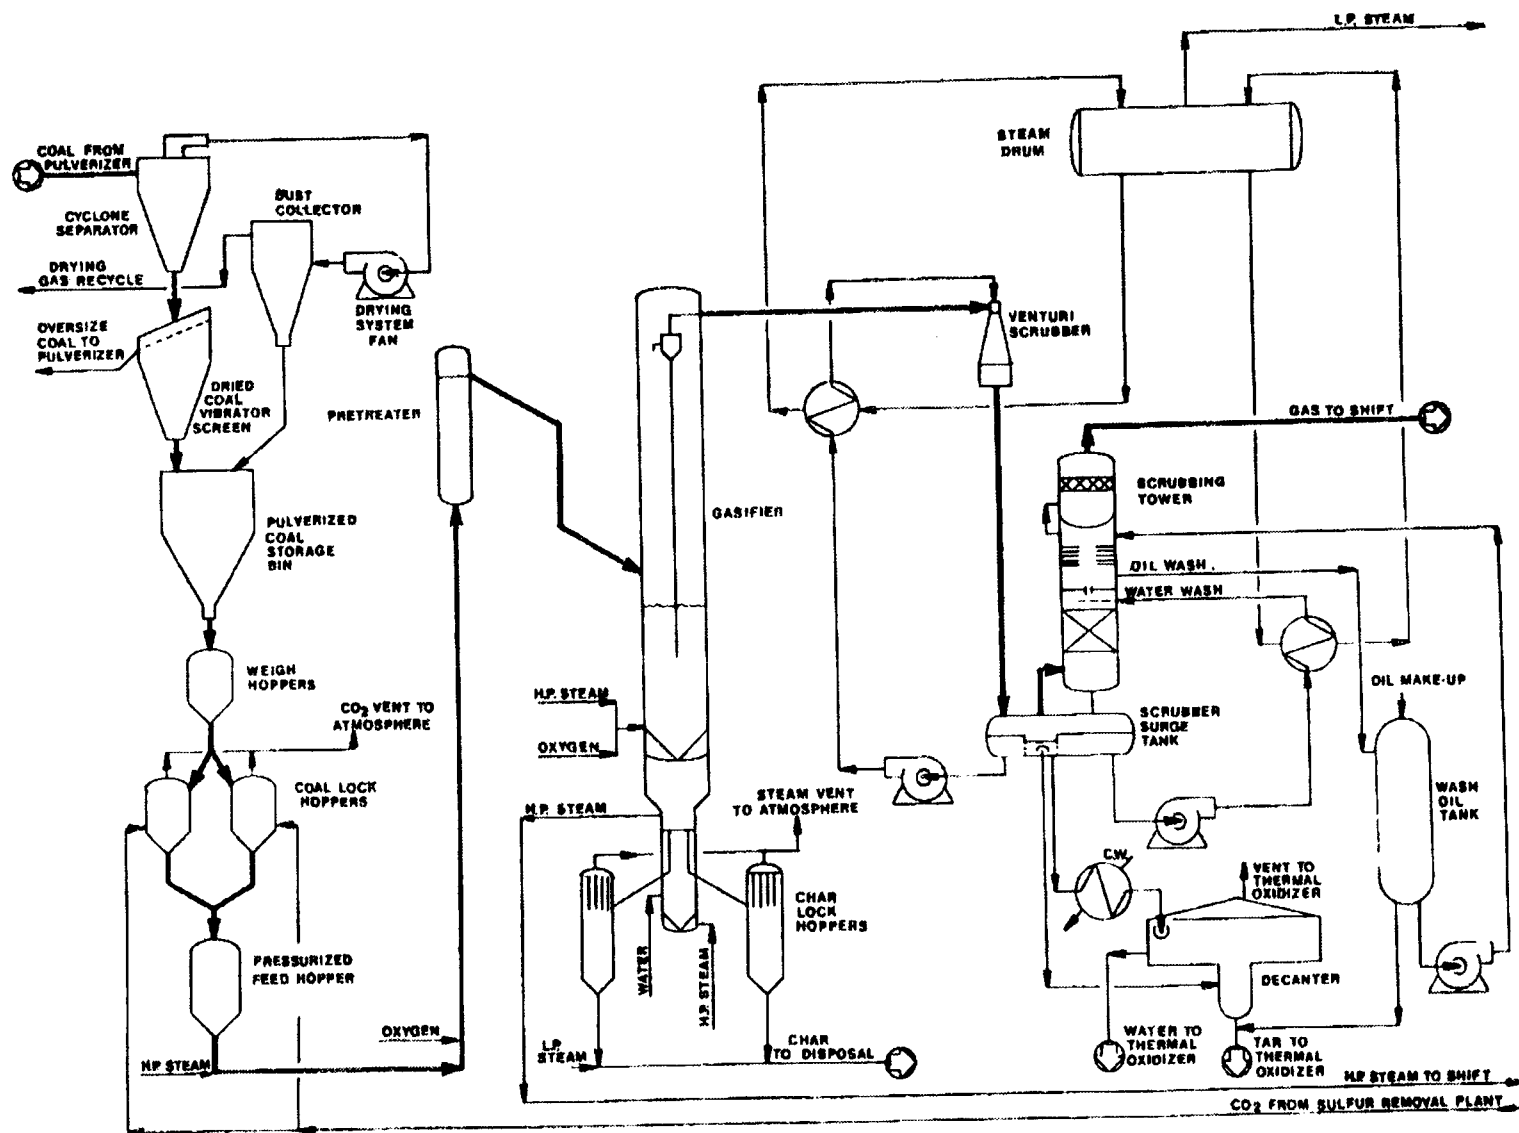 L.P. STEAM
STEAM
DRUM
COAL FROM
PULVERIZER
CYCLONE
SEPARATOR
DUST
COLLECTOR
DRYING
GAS RECYCLE
DRYING
SYSTEM
FAN
OVERSIZE
COAL TO
PULVERIZER
DRIED
COAL
VIBRATOR
SCREEN
PRETREATER
VENTURI
SCRUBBER
GAS TO SHIFT
PULVERIZED
COAL
STORAGE
BIN
GASIFIER
SCRUBBING
TOWER
OIL WASH
WATER WASH
WEIGH
HOPPERS
CO2 VENT TO
ATMOSPHERE
H.P. STEAM
OXYGEN
SCRUBBER
SURGE
TANK
OIL MAKE-UP
COAL LOCK
HOPPERS
H.P. STEAM
STEAM VENT
TO ATMOSPHERE
WASH
OIL
TANK
C.W.
VENT TO
THERMAL
OXIDIZER
CHAR
LOCK
HOPPERS
WATER
H.P. STEAM
PRESSURIZED
FEED HOPPER
DECANTER
OXYGEN
H.P. STEAM
L.P.
STEAM
CHAR
TO DISPOSAL
WATER TO
THERMAL
OXIDIZER
TAR TO
THERMAL
OXIDIZER
H.P. STEAM TO SHIFT
CO2 FROM SULFUR REMOVAL PLANT